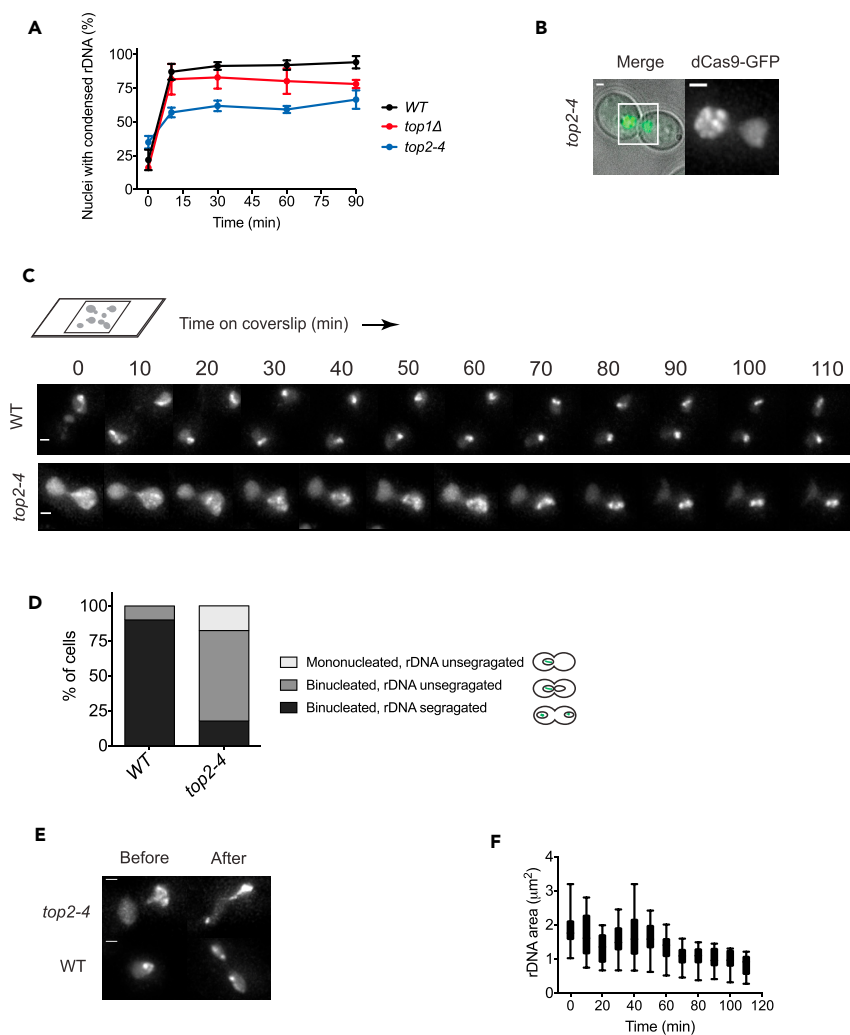 A
Nuclei with condensed rDNA (%)
100
75
50
25
0
0 15 30 45 60 75 90
Time (min)
WT
top1Δ
top2-4
B
Merge dCas9-GFP
top2-4
C
Time on coverslip (min)
0 10 20 30 40 50 60 70 80 90 100 110
WT
top2-4
D
% of cells
100
75
50
25
0
WT top2-4
Mononucleated, rDNA unsegragated
Binucleated, rDNA unsegragated
Binucleated, rDNA segragated
E
Before After
top2-4
WT
F
rDNA area (μm2)
4
3
2
1
0
0 20 40 60 80 100 120
Time (min)